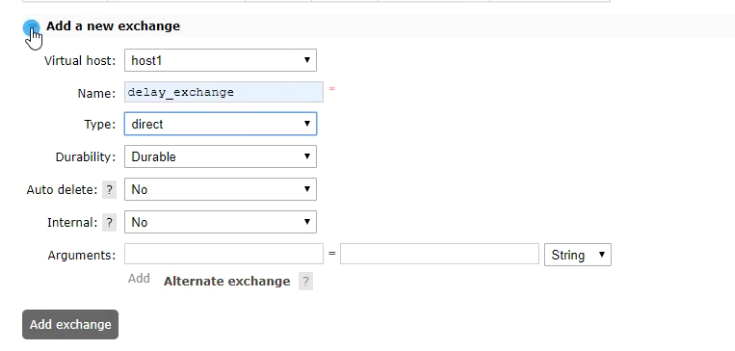 Add a new exchange
Virtual host: host1
Name: delay_exchange *
Type: direct
Durability: Durable
Auto delete: ? No
Internal: ? No
Arguments: = String
Add Alternate exchange ?
Add exchange